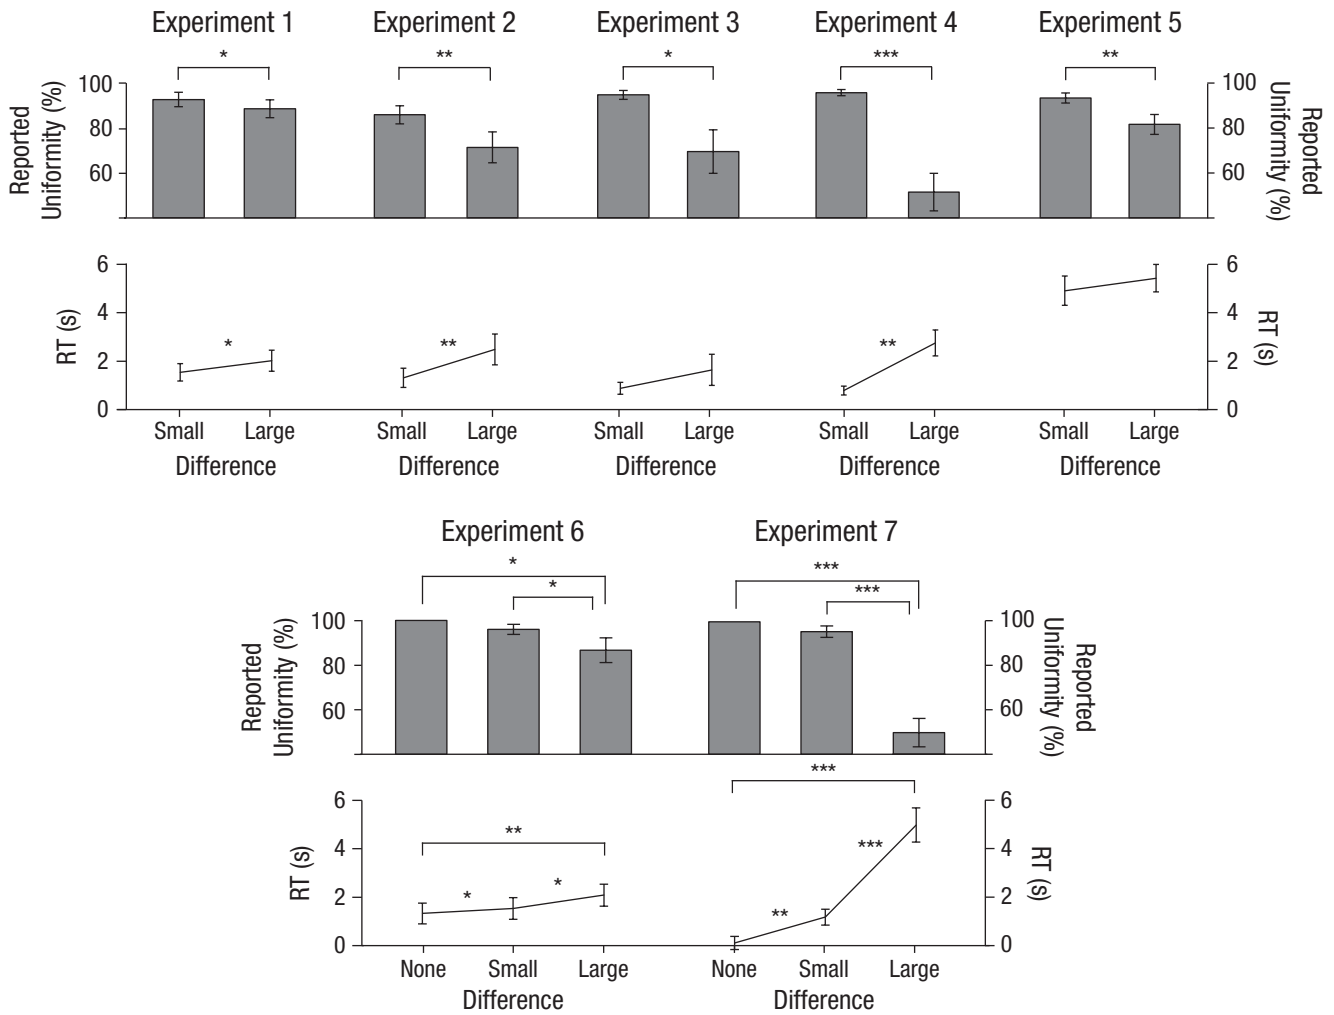 Experiment 1 Experiment 2 Experiment 3 Experiment 4 Experiment 5
* ** * *** **
Reported
Uniformity (%)
100
80
60
100
80
60
Reported
Uniformity (%)
RT (s)
6
4
2
0
* ** **
6
4
2
0
RT (s)
Small Large Small Large Small Large Small Large Small Large
Difference Difference Difference Difference Difference
Experiment 6 Experiment 7
* ***
* ***
Reported
Uniformity (%)
100
80
60
100
80
60
Reported
Uniformity (%)
RT (s)
6
4
2
0
** ***
* * ** ***
6
4
2
0
RT (s)
None Small Large None Small Large
Difference Difference